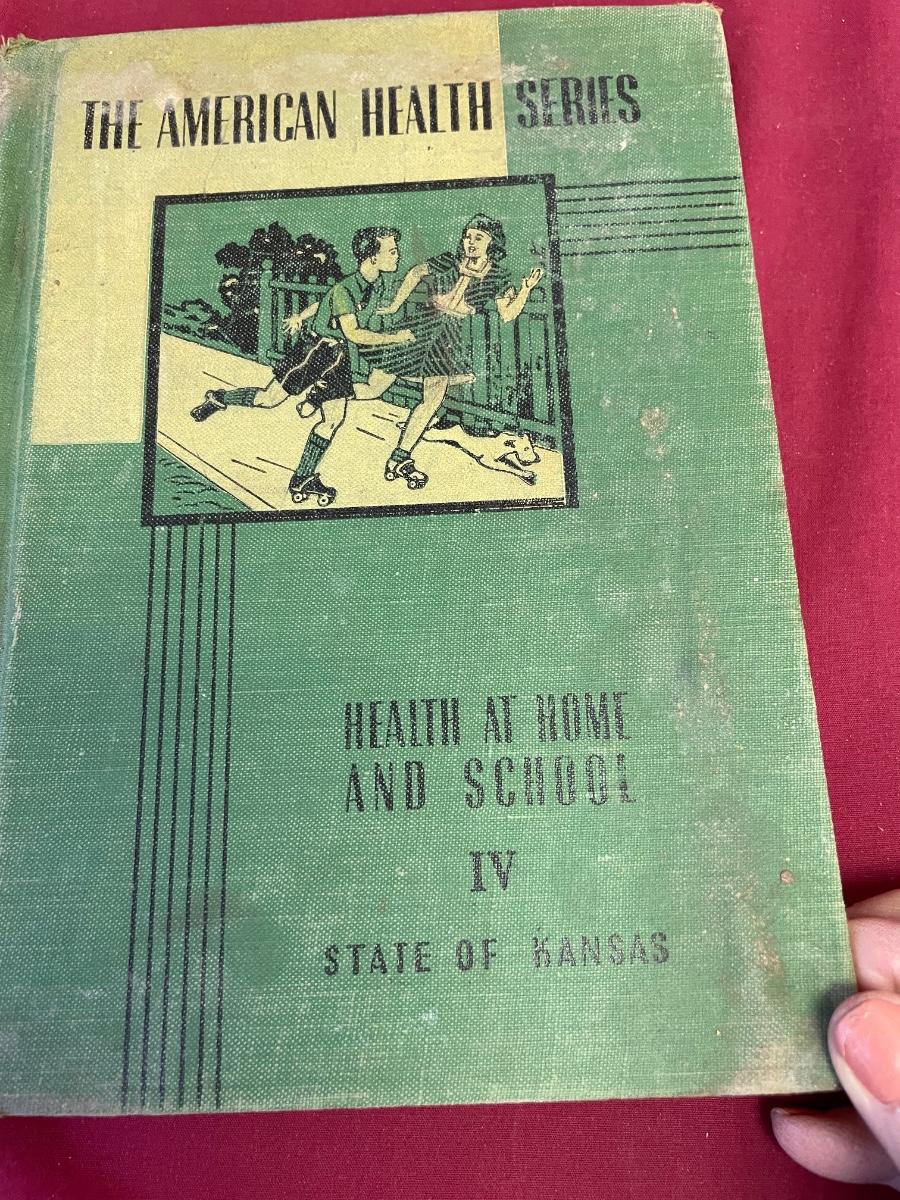 THE AMERICAN HEALTH SERIES
HEALTH AT HOME
AND SCHOOL
IV
STATE OF KANSAS